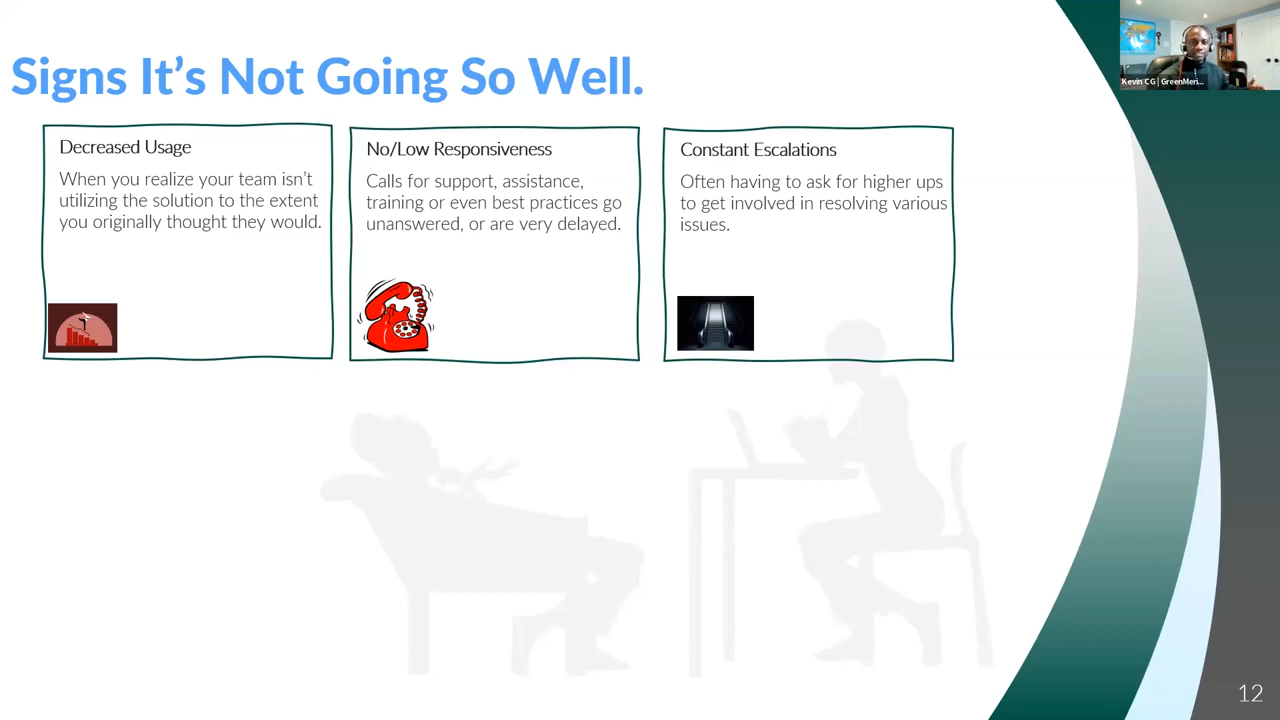 Signs It’s Not Going So Well.
Decreased Usage
When you realize your team isn’t
utilizing the solution to the extent
you originally thought they would.
No/Low Responsiveness
Calls for support, assistance,
training or even best practices go
unanswered, or are very delayed.
Constant Escalations
Often having to ask for higher ups
to get involved in resolving various
issues.
Kevin CG | GreenMeri...
12